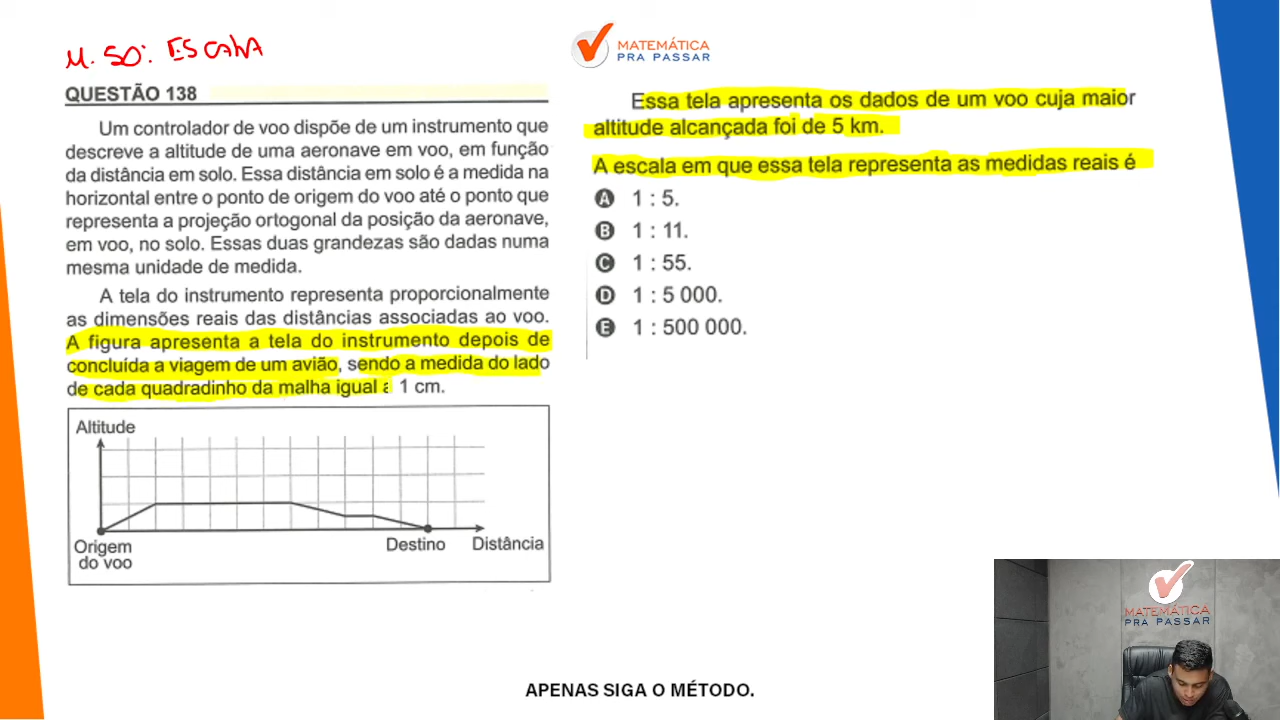 M. SO: ESCALA
MATEMÁTICA
PRA PASSAR
QUESTÃO 138
Um controlador de voo dispõe de um instrumento que
descreve a altitude de uma aeronave em voo, em função
da distância em solo. Essa distância em solo é a medida na
horizontal entre o ponto de origem do voo até o ponto que
representa a projeção ortogonal da posição da aeronave,
em voo, no solo. Essas duas grandezas são dadas numa
mesma unidade de medida.
A tela do instrumento representa proporcionalmente
as dimensões reais das distâncias associadas ao voo.
A figura apresenta a tela do instrumento depois de
concluída a viagem de um avião, sendo a medida do lado
de cada quadradinho da malha igual a 1 cm.
Altitude
Origem
do voo
Destino
Distância
Essa tela apresenta os dados de um voo cuja maior
altitude alcançada foi de 5 km.
A escala em que essa tela representa as medidas reais é
A 1 : 5.
B 1 : 11.
C 1 : 55.
D 1 : 5 000.
E 1 : 500 000.
MATEMÁTICA
PRA PASSAR
APENAS SIGA O MÉTODO.